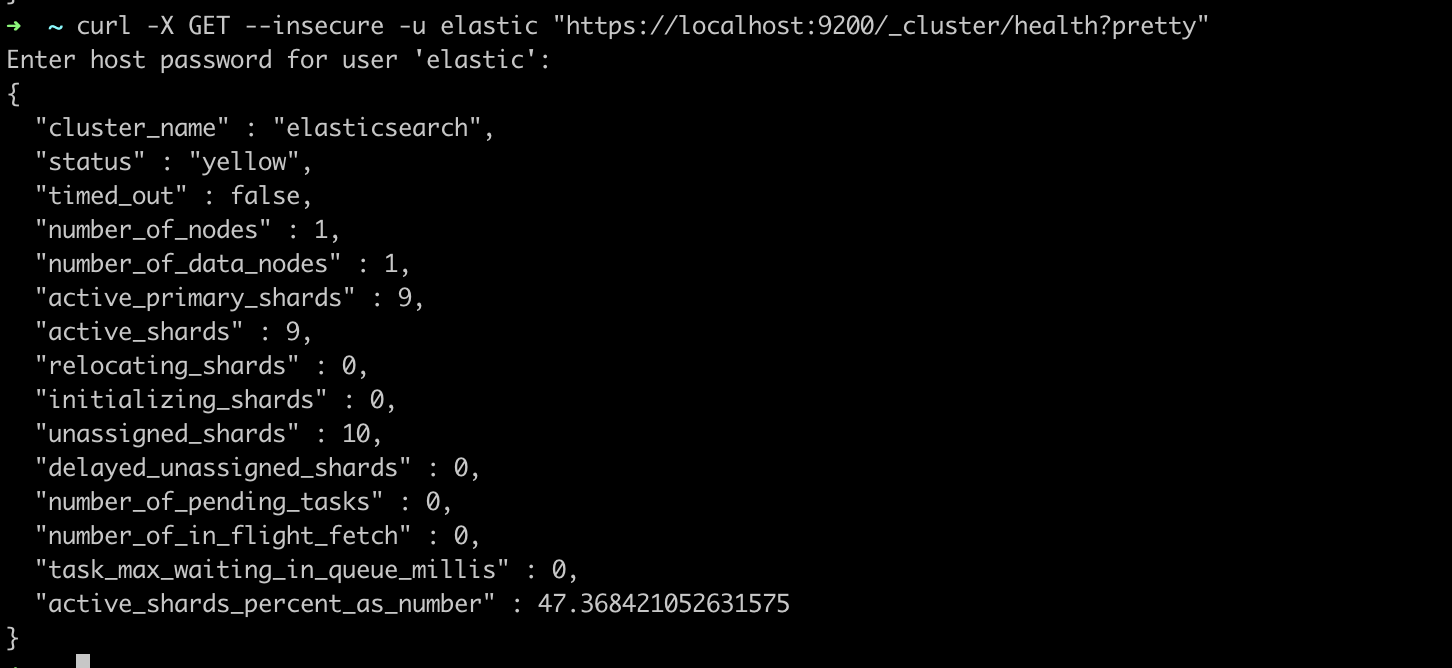 → ~ curl -X GET --insecure -u elastic "https://localhost:9200/_cluster/health?pretty"
Enter host password for user 'elastic':
{
  "cluster_name" : "elasticsearch",
  "status" : "yellow",
  "timed_out" : false,
  "number_of_nodes" : 1,
  "number_of_data_nodes" : 1,
  "active_primary_shards" : 9,
  "active_shards" : 9,
  "relocating_shards" : 0,
  "initializing_shards" : 0,
  "unassigned_shards" : 10,
  "delayed_unassigned_shards" : 0,
  "number_of_pending_tasks" : 0,
  "number_of_in_flight_fetch" : 0,
  "task_max_waiting_in_queue_millis" : 0,
  "active_shards_percent_as_number" : 47.368421052631575
}